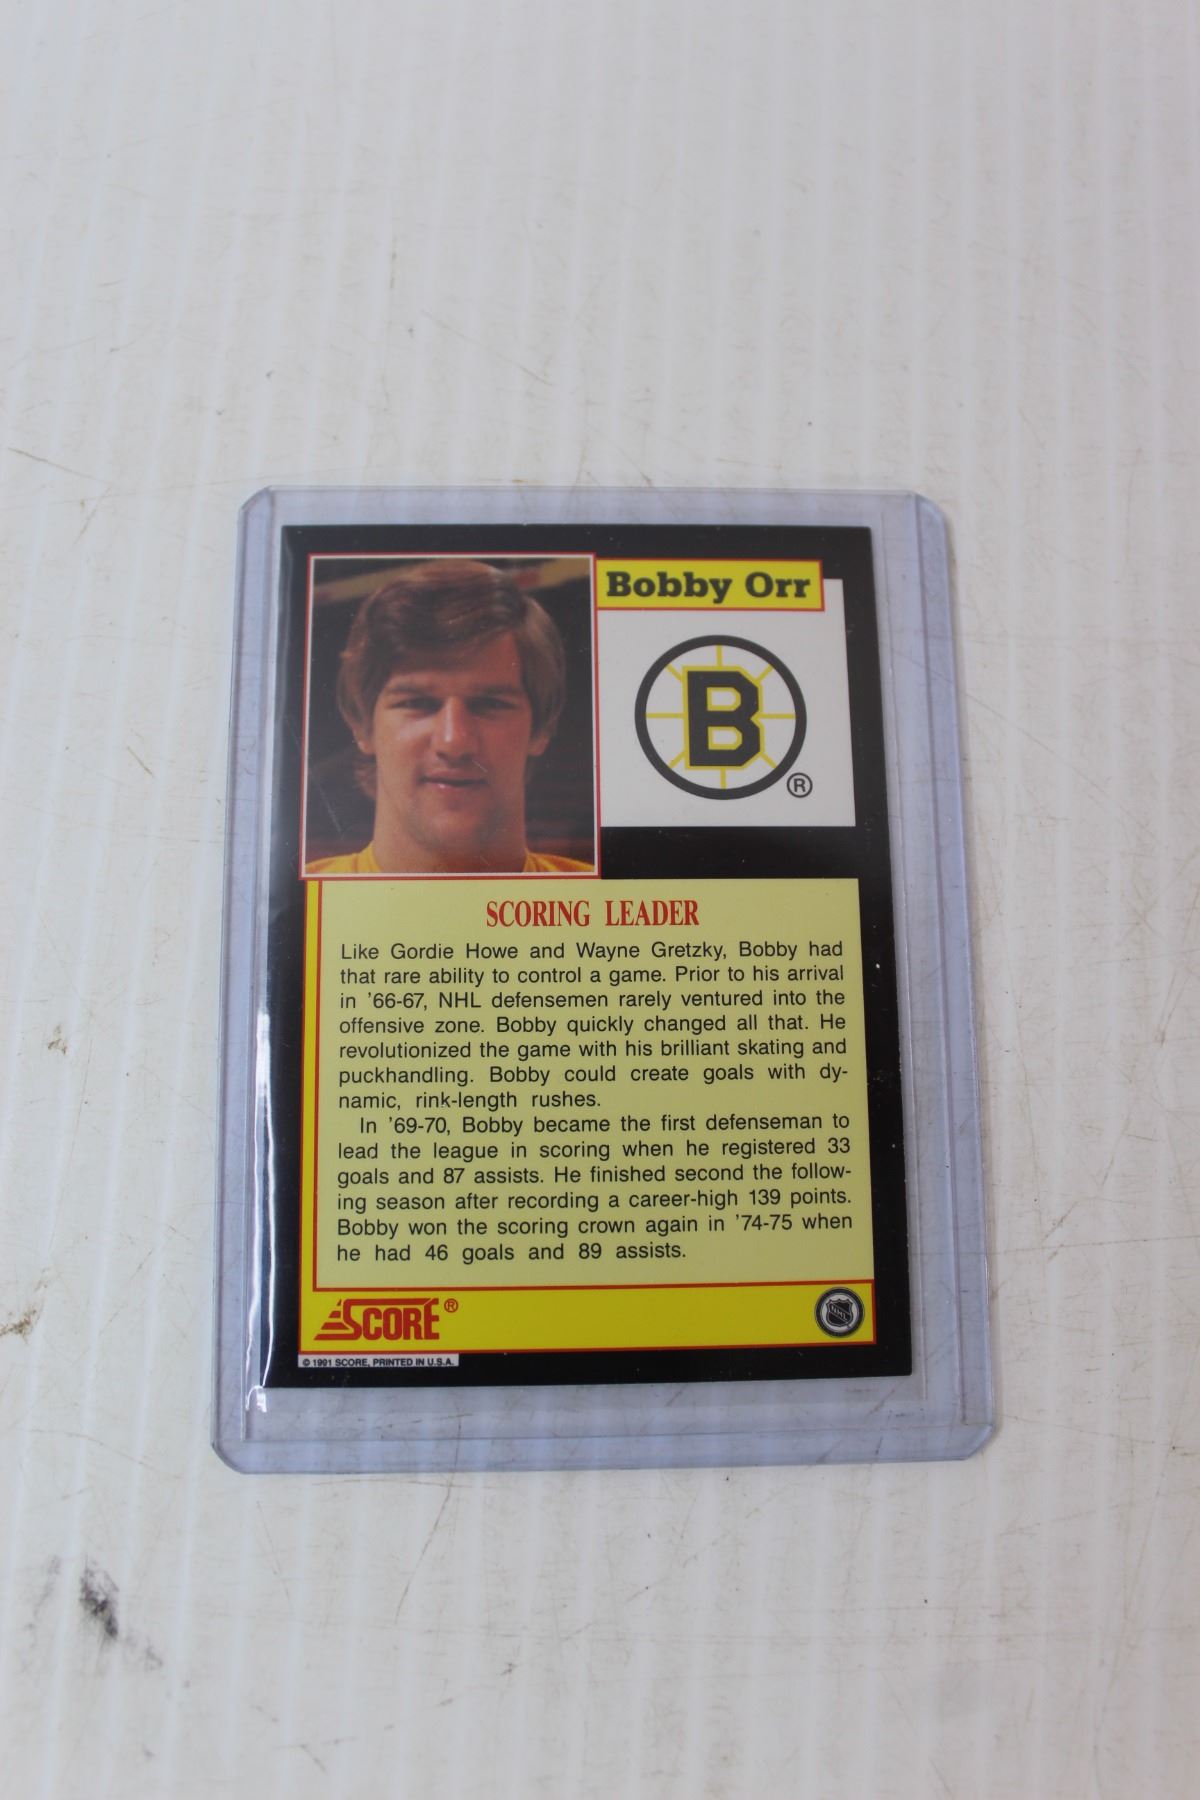 Bobby Orr
B
®
SCORING LEADER
Like Gordie Howe and Wayne Gretzky, Bobby had
that rare ability to control a game. Prior to his arrival
in '66-67, NHL defensemen rarely ventured into the
offensive zone. Bobby quickly changed all that. He
revolutionized the game with his brilliant skating and
puckhandling. Bobby could create goals with dy-
namic, rink-length rushes.
In '69-70, Bobby became the first defenseman to
lead the league in scoring when he registered 33
goals and 87 assists. He finished second the follow-
ing season after recording a career-high 139 points.
Bobby won the scoring crown again in '74-75 when
he had 46 goals and 89 assists.
SCORE®
NHL
© 1991 SCORE, PRINTED IN U.S.A.